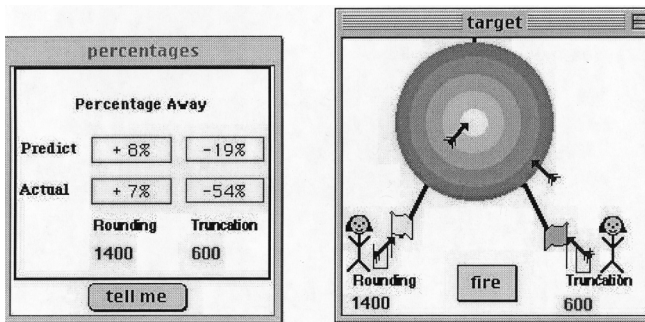 percentages
Percentage Away
Predict + 8% -19%
Actual + 7% -54%
Rounding Truncation
1400 600
tell me
target
Rounding Truncation
1400 fire 600